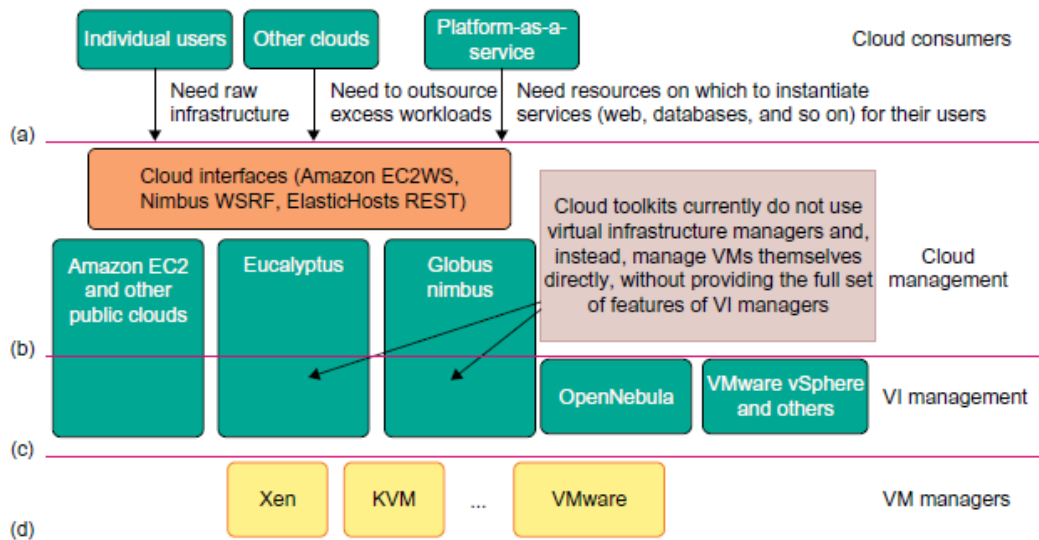 Individual users
Other clouds
Platform-as-a-
service
Cloud consumers
Need raw
infrastructure
Need to outsource
excess workloads
Need resources on which to instantiate
services (web, databases, and so on) for their users
(a)
Cloud interfaces (Amazon EC2WS,
Nimbus WSRF, ElasticHosts REST)
Cloud toolkits currently do not use
virtual infrastructure managers and,
instead, manage VMs themselves
directly, without providing the full set
of features of VI managers
Cloud
management
Amazon EC2
and other
public clouds
Eucalyptus
Globus
nimbus
(b)
OpenNebula
VMware vSphere
and others
VI management
(c)
Xen
KVM
...
VMware
VM managers
(d)